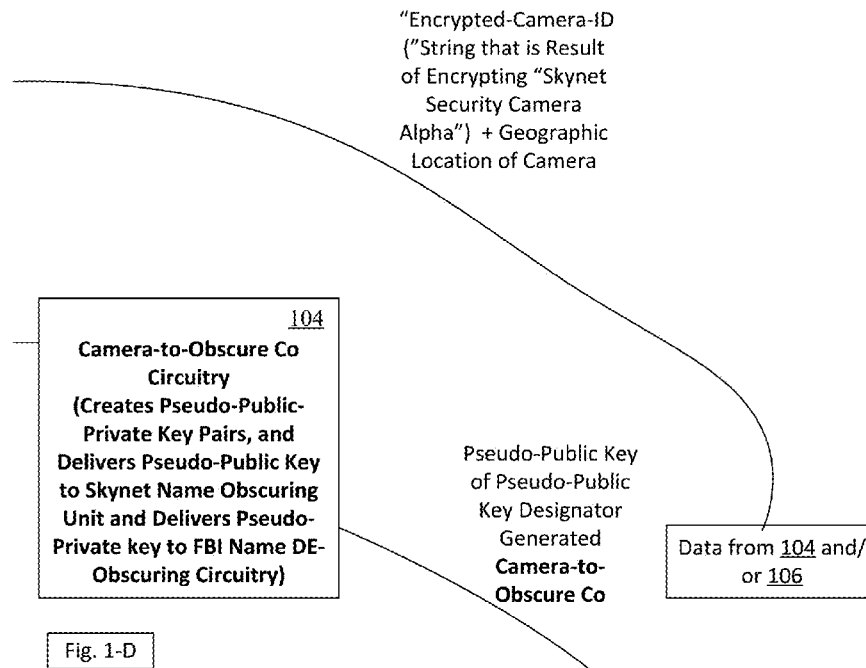 “Encrypted-Camera-ID
(”String that is Result
of Encrypting “Skynet
Security Camera
Alpha”) + Geographic
Location of Camera
104
Camera-to-Obscure Co
Circuitry
(Creates Pseudo-Public-
Private Key Pairs, and
Delivers Pseudo-Public Key
to Skynet Name Obscuring
Unit and Delivers Pseudo-
Private key to FBI Name DE-
Obscuring Circuitry)
Pseudo-Public Key
of Pseudo-Public
Key Designator
Generated
Camera-to-
Obscure Co
Data from 104 and/
or 106
Fig. 1-D